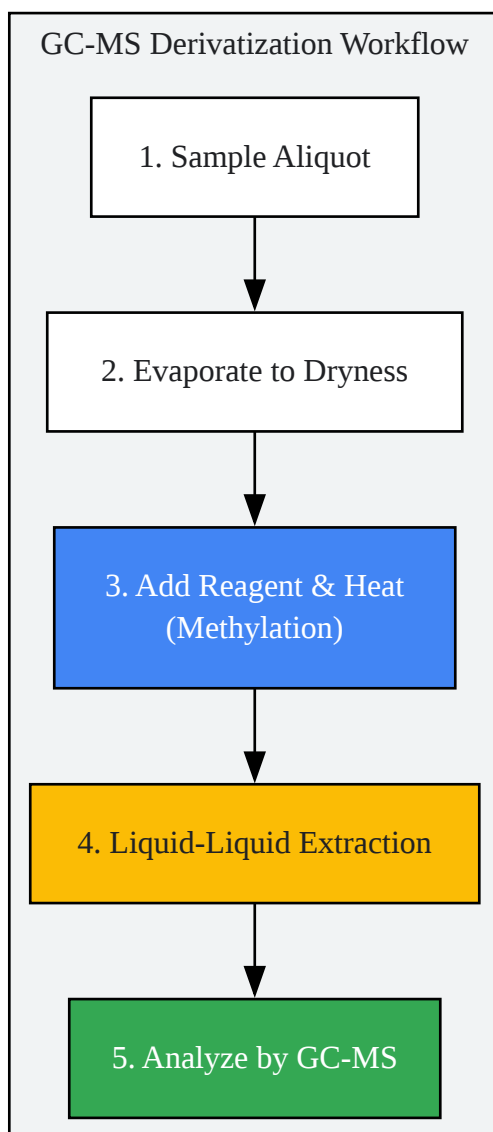 GC-MS Derivatization Workflow
1. Sample Aliquot
2. Evaporate to Dryness
3. Add Reagent & Heat
(Methylation)
4. Liquid-Liquid Extraction
5. Analyze by GC-MS